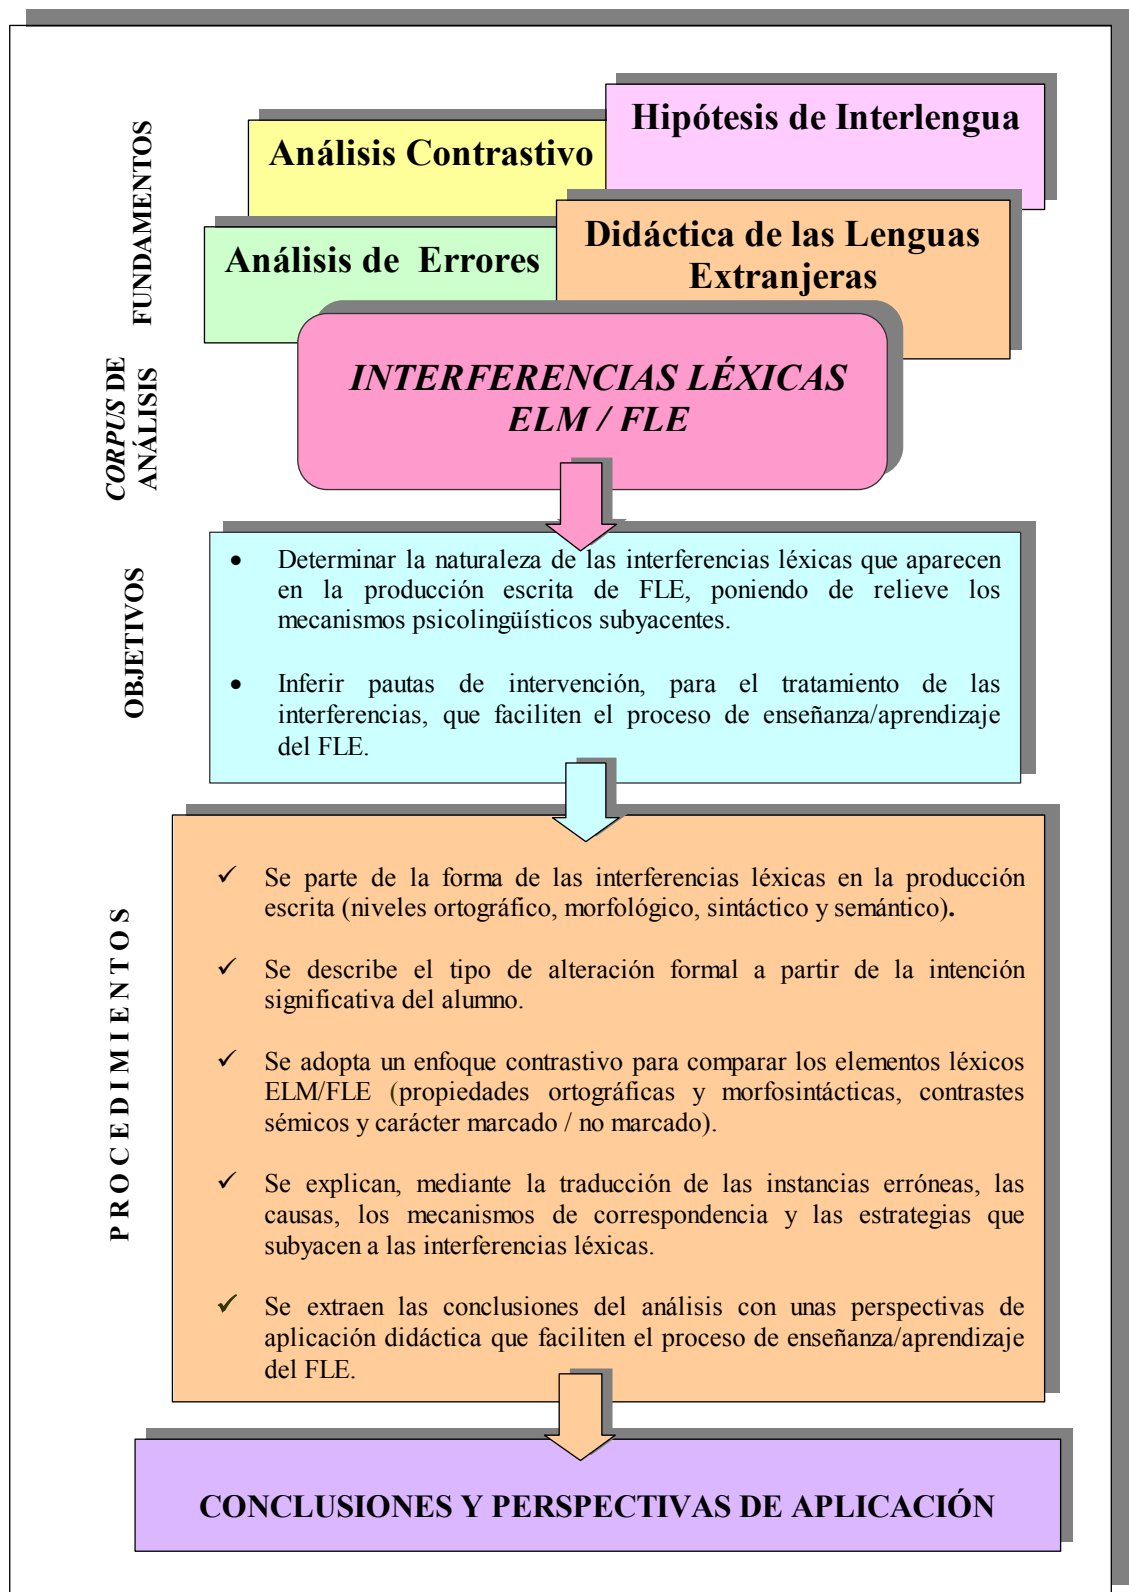 FUNDAMENTOS
Hipótesis de Interlengua
Análisis Contrastivo
Didáctica de las Lenguas
Extranjeras
Análisis de Errores
CORPUS DE
ANÁLISIS
INTERFERENCIAS LÉXICAS
ELM / FLE
OBJETIVOS
• Determinar la naturaleza de las interferencias léxicas que aparecen
en la producción escrita de FLE, poniendo de relieve los
mecanismos psicolingüísticos subyacentes.
• Inferir pautas de intervención, para el tratamiento de las
interferencias, que faciliten el proceso de enseñanza/aprendizaje
del FLE.
PROCEDIMIENTOS
✓ Se parte de la forma de las interferencias léxicas en la producción
escrita (niveles ortográfico, morfológico, sintáctico y semántico).
✓ Se describe el tipo de alteración formal a partir de la intención
significativa del alumno.
✓ Se adopta un enfoque contrastivo para comparar los elementos léxicos
ELM/FLE (propiedades ortográficas y morfosintácticas, contrastes
sémicos y carácter marcado / no marcado).
✓ Se explican, mediante la traducción de las instancias erróneas, las
causas, los mecanismos de correspondencia y las estrategias que
subyacen a las interferencias léxicas.
✓ Se extraen las conclusiones del análisis con unas perspectivas de
aplicación didáctica que faciliten el proceso de enseñanza/aprendizaje
del FLE.
CONCLUSIONES Y PERSPECTIVAS DE APLICACIÓN